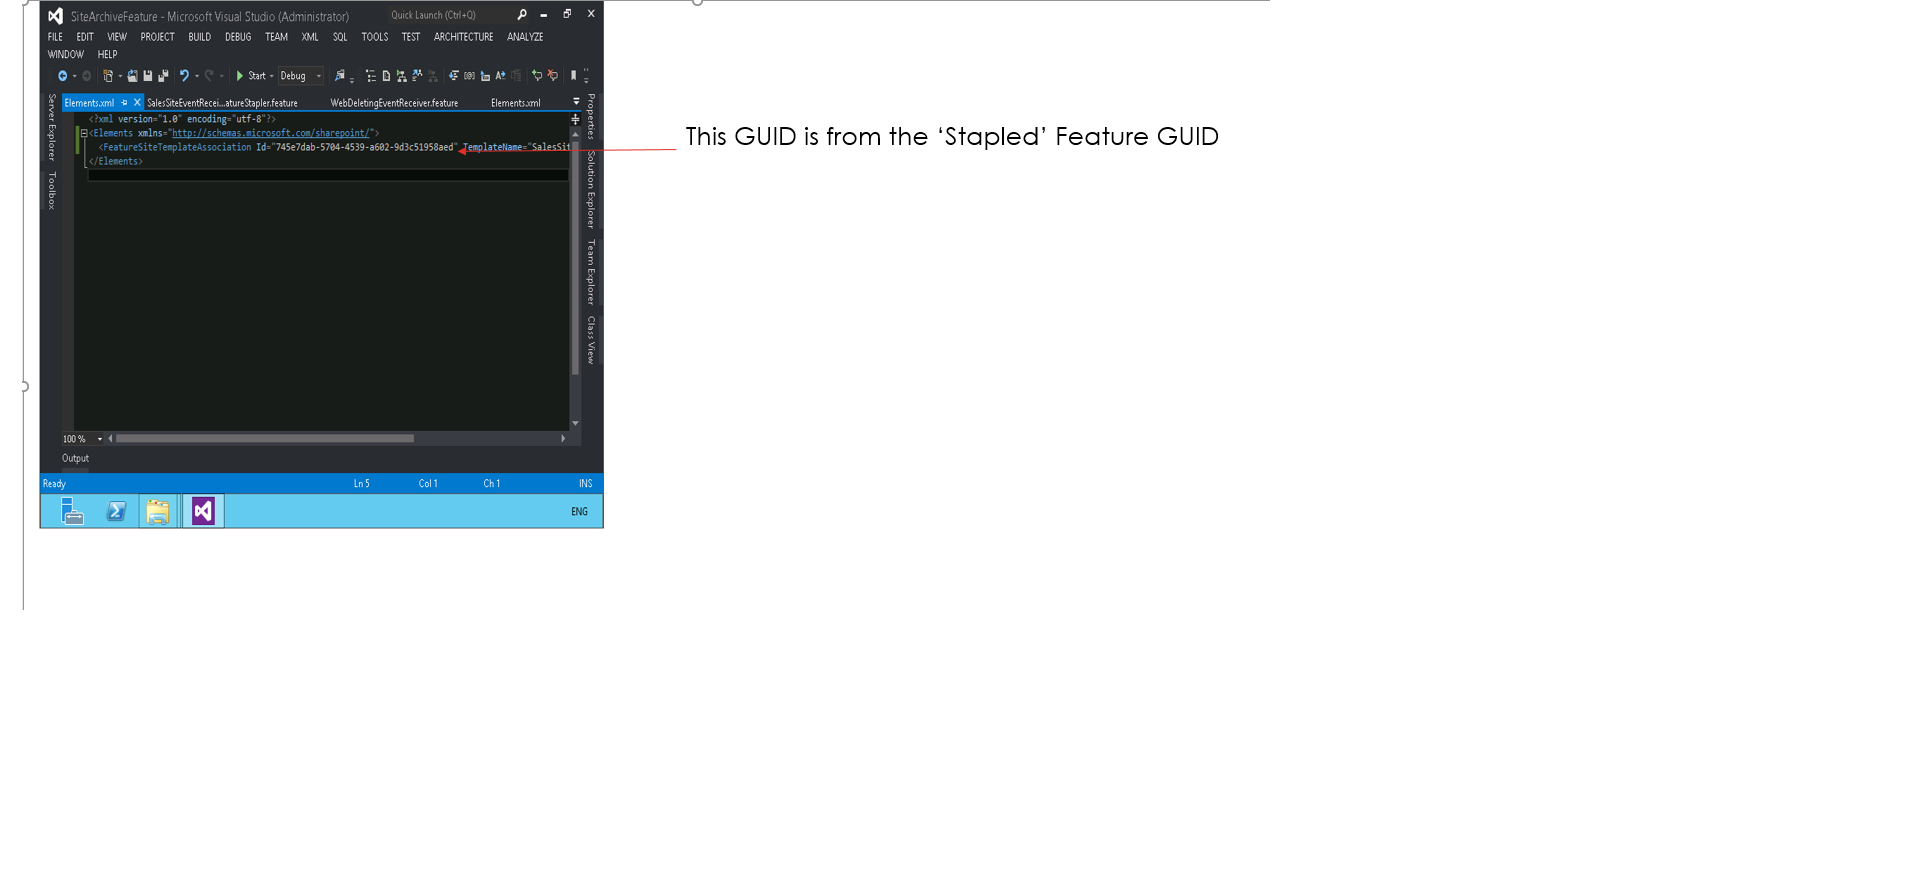 SiteArchiveFeature - Microsoft Visual Studio (Administrator)
Quick Launch (Ctrl+Q)
FILE EDIT VIEW PROJECT BUILD DEBUG TEAM XML SQL TOOLS TEST ARCHITECTURE ANALYZE
WINDOW HELP
Start Debug
Elements.xml SalesSiteEventRecei...atureStapler.feature WebDeletingEventReceiver.feature Elements.xml
<?xml version="1.0" encoding="utf-8"?>
<Elements xmlns="http://schemas.microsoft.com/sharepoint/">
<FeatureSiteTemplateAssociation Id="745e7dab-5704-4539-a602-9d3c51958aed" TemplateName="SalesSit
</Elements>
Server Explorer
Toolbox
Properties
Solution Explorer
Team Explorer
Class View
This GUID is from the ‘Stapled’ Feature GUID
100 %
Output
Ready Ln 5 Col 1 Ch 1 INS
ENG